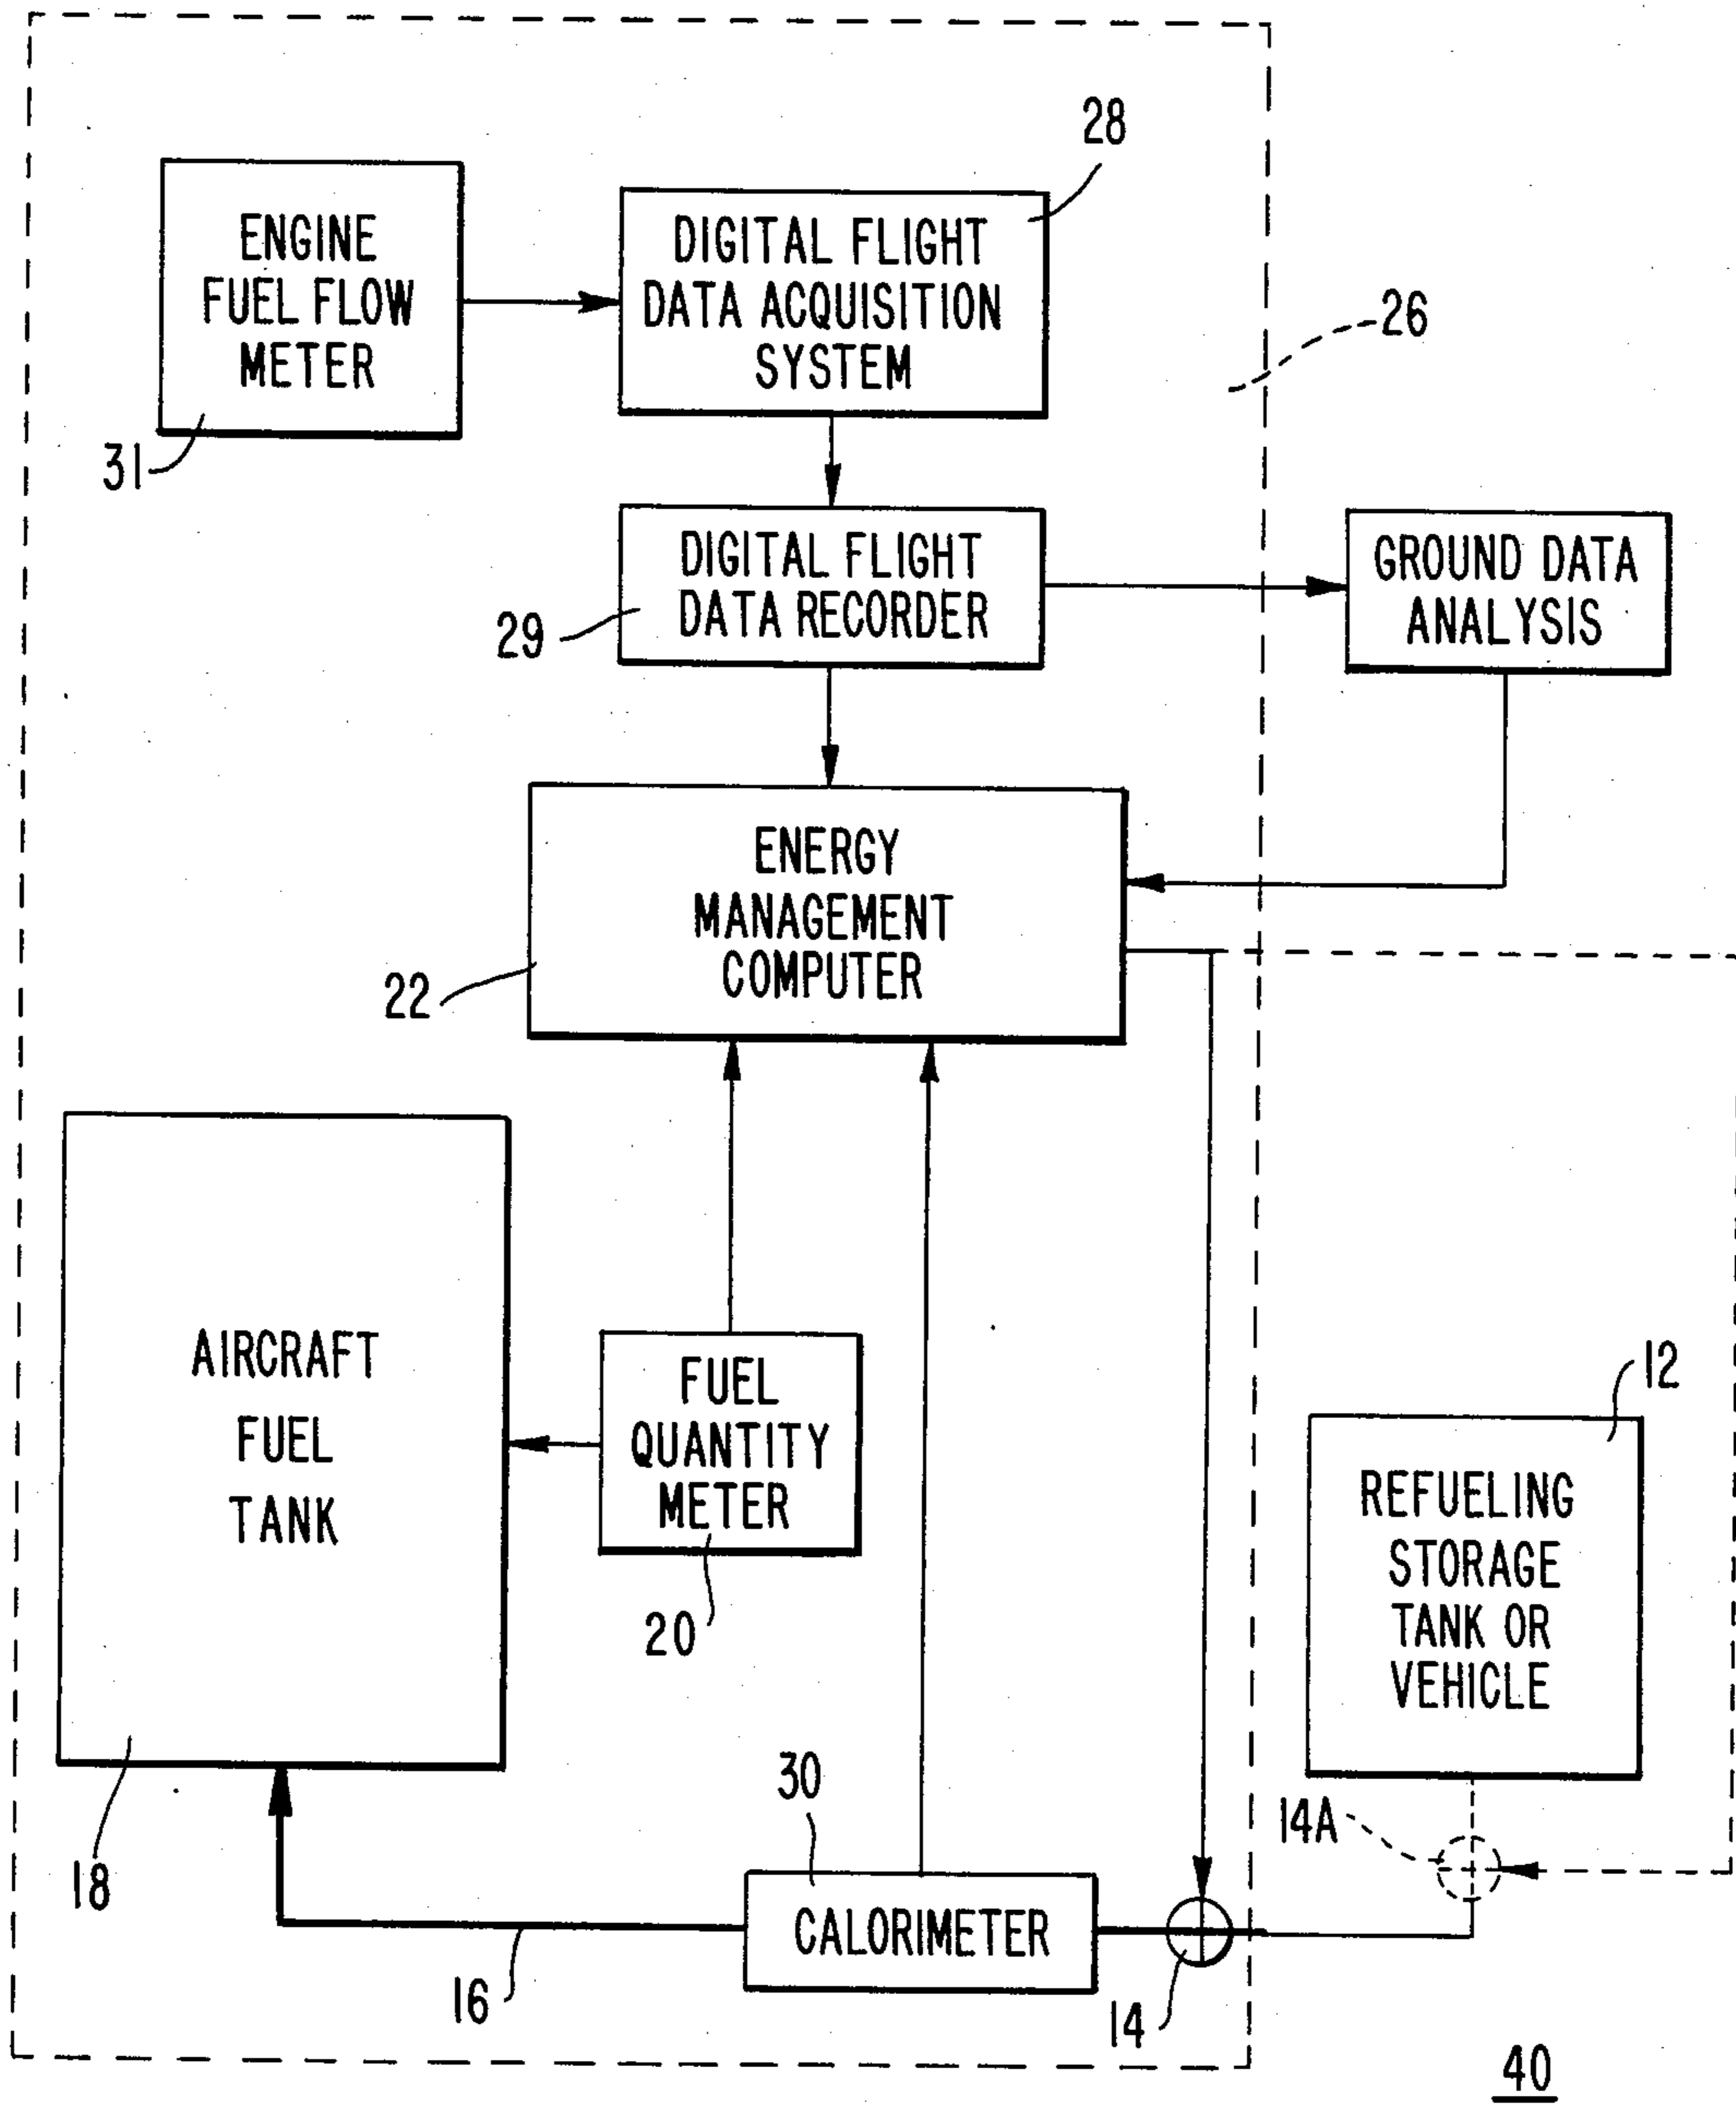 28
ENGINE
FUEL FLOW
METER
31
DIGITAL FLIGHT
DATA ACQUISITION
SYSTEM
26
DIGITAL FLIGHT
DATA RECORDER
29
GROUND DATA
ANALYSIS
ENERGY
MANAGEMENT
COMPUTER
22
AIRCRAFT
FUEL
TANK
18
FUEL
QUANTITY
METER
20
12
REFUELING
STORAGE
TANK OR
VEHICLE
14A
30
CALORIMETER
16
14
40